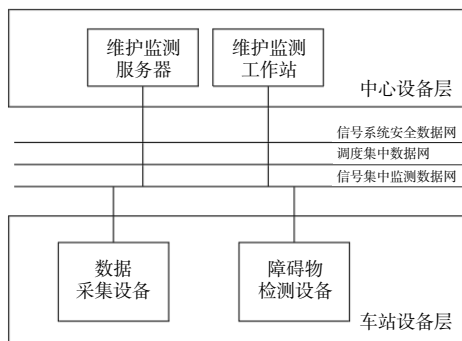 维护监测
服务器
维护监测
工作站
中心设备层
信号系统安全数据网
调度集中数据网
信号集中监测数据网
数据
采集设备
障碍物
检测设备
车站设备层